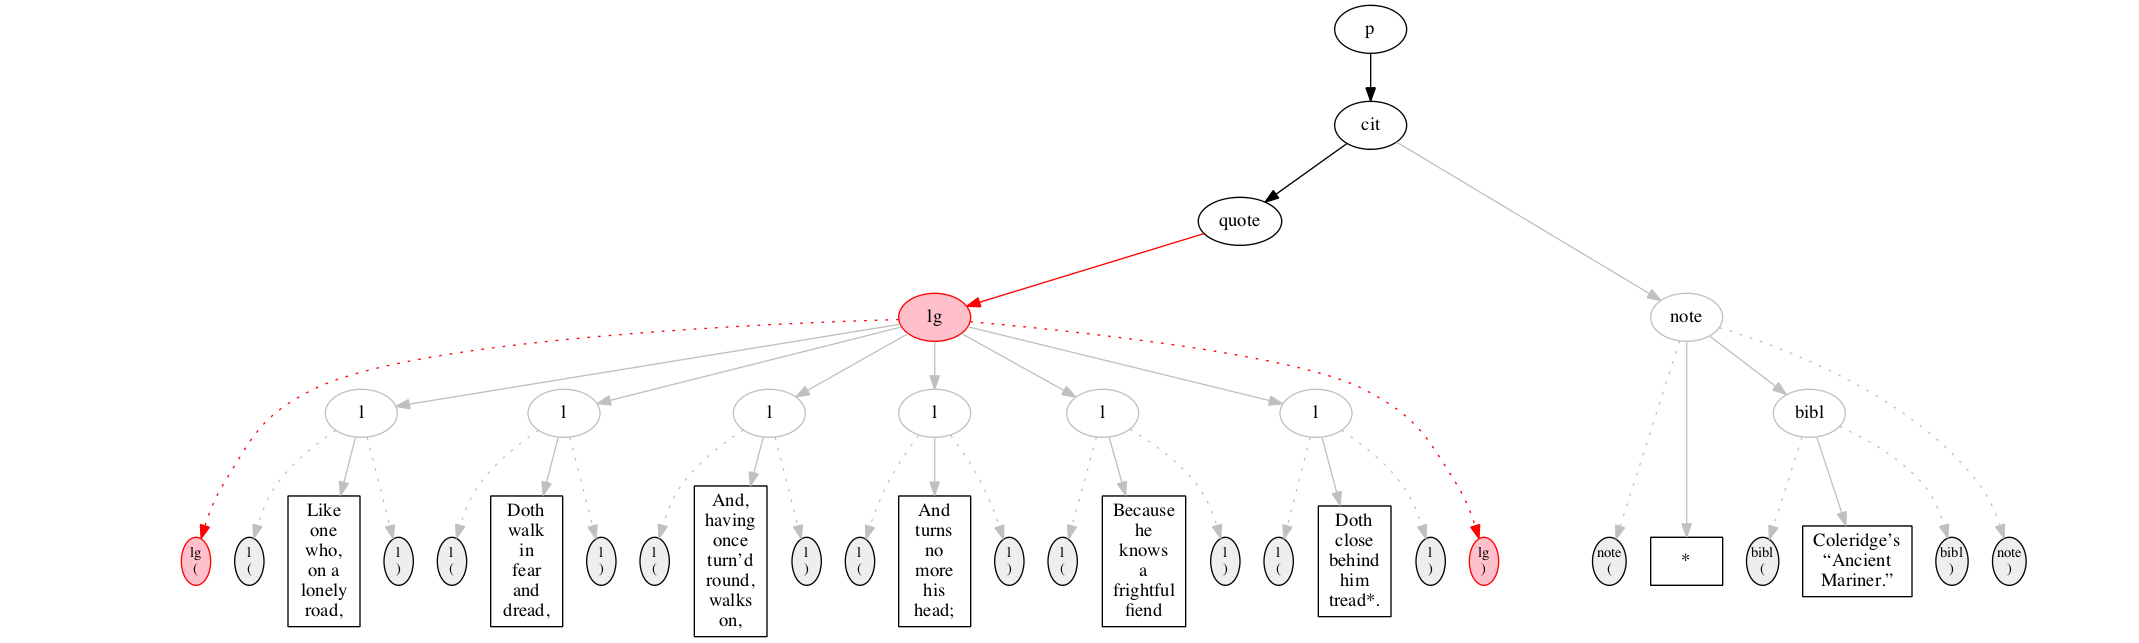 p
cit
quote
lg
note
l
l
l
l
l
l
bibl
lg
(
l
(
Like
one
who,
on a
lonely
road,
l
)
l
(
Doth
walk
in
fear
and
dread,
l
)
l
(
And,
having
once
turn’d
round,
walks
on,
l
)
l
(
And
turns
no
more
his
head;
l
)
l
(
Because
he
knows
a
frightful
fiend
l
)
l
(
Doth
close
behind
him
tread*.
l
)
lg
)
note
(
*
bibl
(
Coleridge’s
“Ancient
Mariner.”
bibl
)
note
)